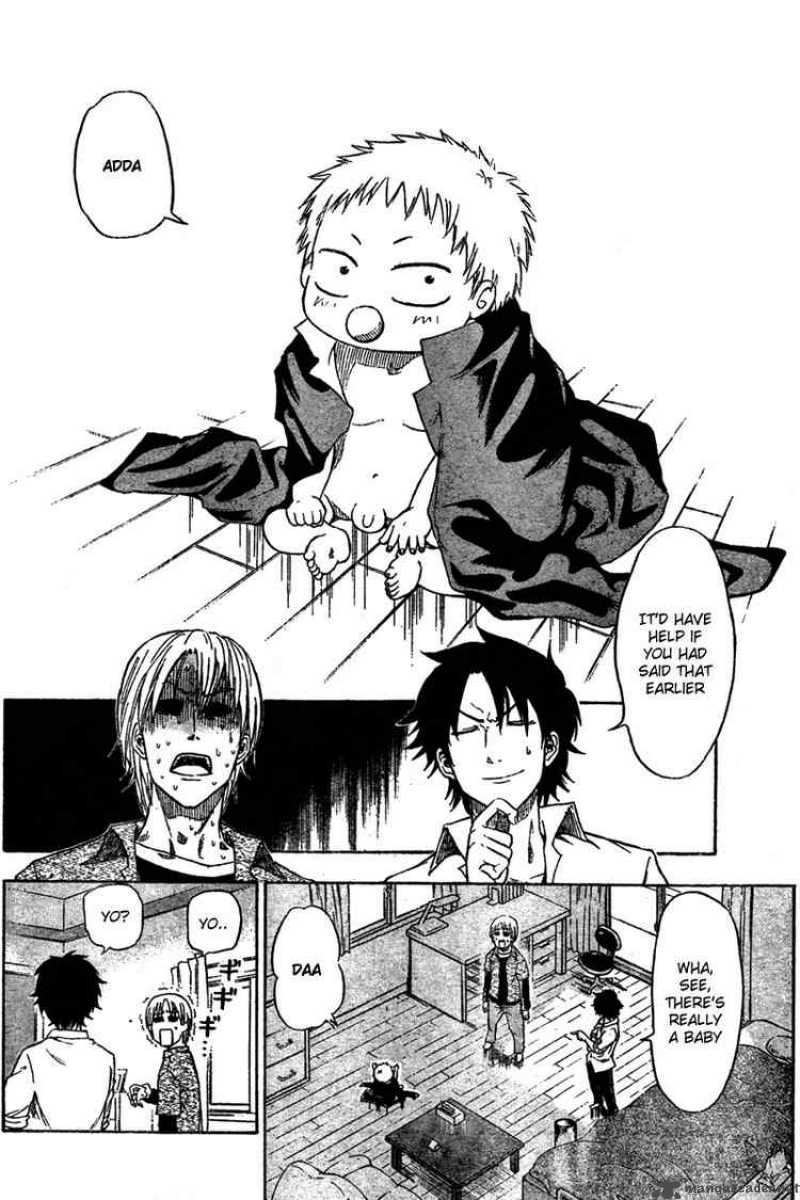 ADDA
IT'D HAVE
HELP IF
YOU HAD
SAID THAT
EARLIER
YO?
YO..
DAA
WHA,
SEE,
THERE'S
REALLY
A BABY